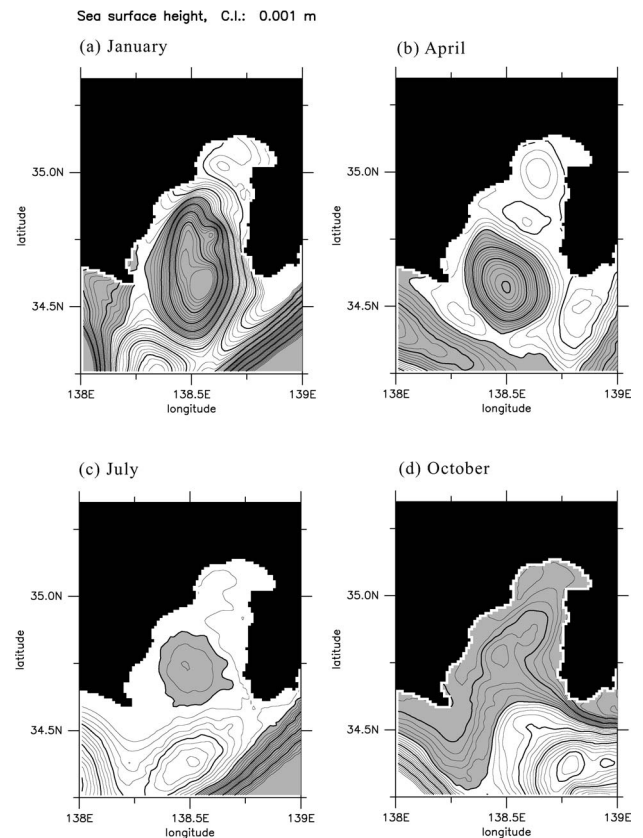 Sea surface height, C.I.: 0.001 m
(a) January
(b) April
35.0N
34.5N
latitude
138E
138.5E
139E
longitude
35.0N
34.5N
latitude
138E
138.5E
139E
longitude
(c) July
(d) October
35.0N
34.5N
latitude
138E
138.5E
139E
longitude
35.0N
34.5N
latitude
138E
138.5E
139E
longitude